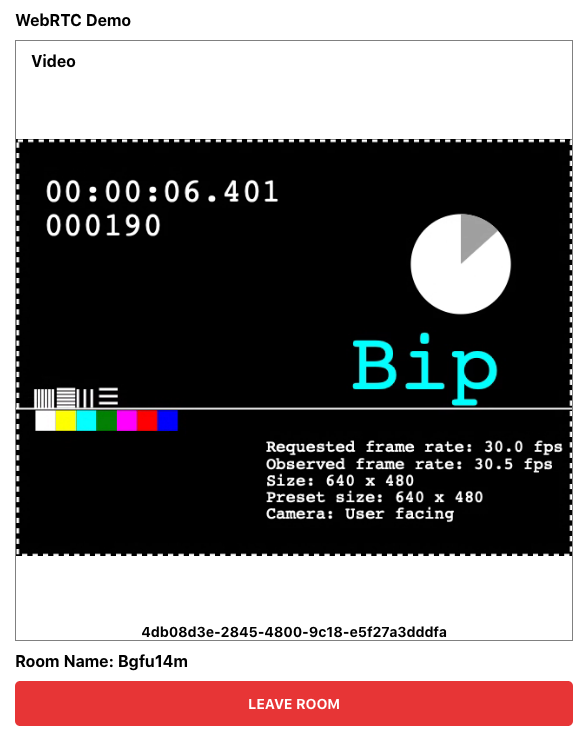 WebRTC Demo
Video
00:00:06.401
000190
Bip
Requested frame rate: 30.0 fps
Observed frame rate: 30.5 fps
Size: 640 x 480
Preset size: 640 x 480
Camera: User facing
4db08d3e-2845-4800-9c18-e5f27a3dddfa
Room Name: Bgfu14m
LEAVE ROOM